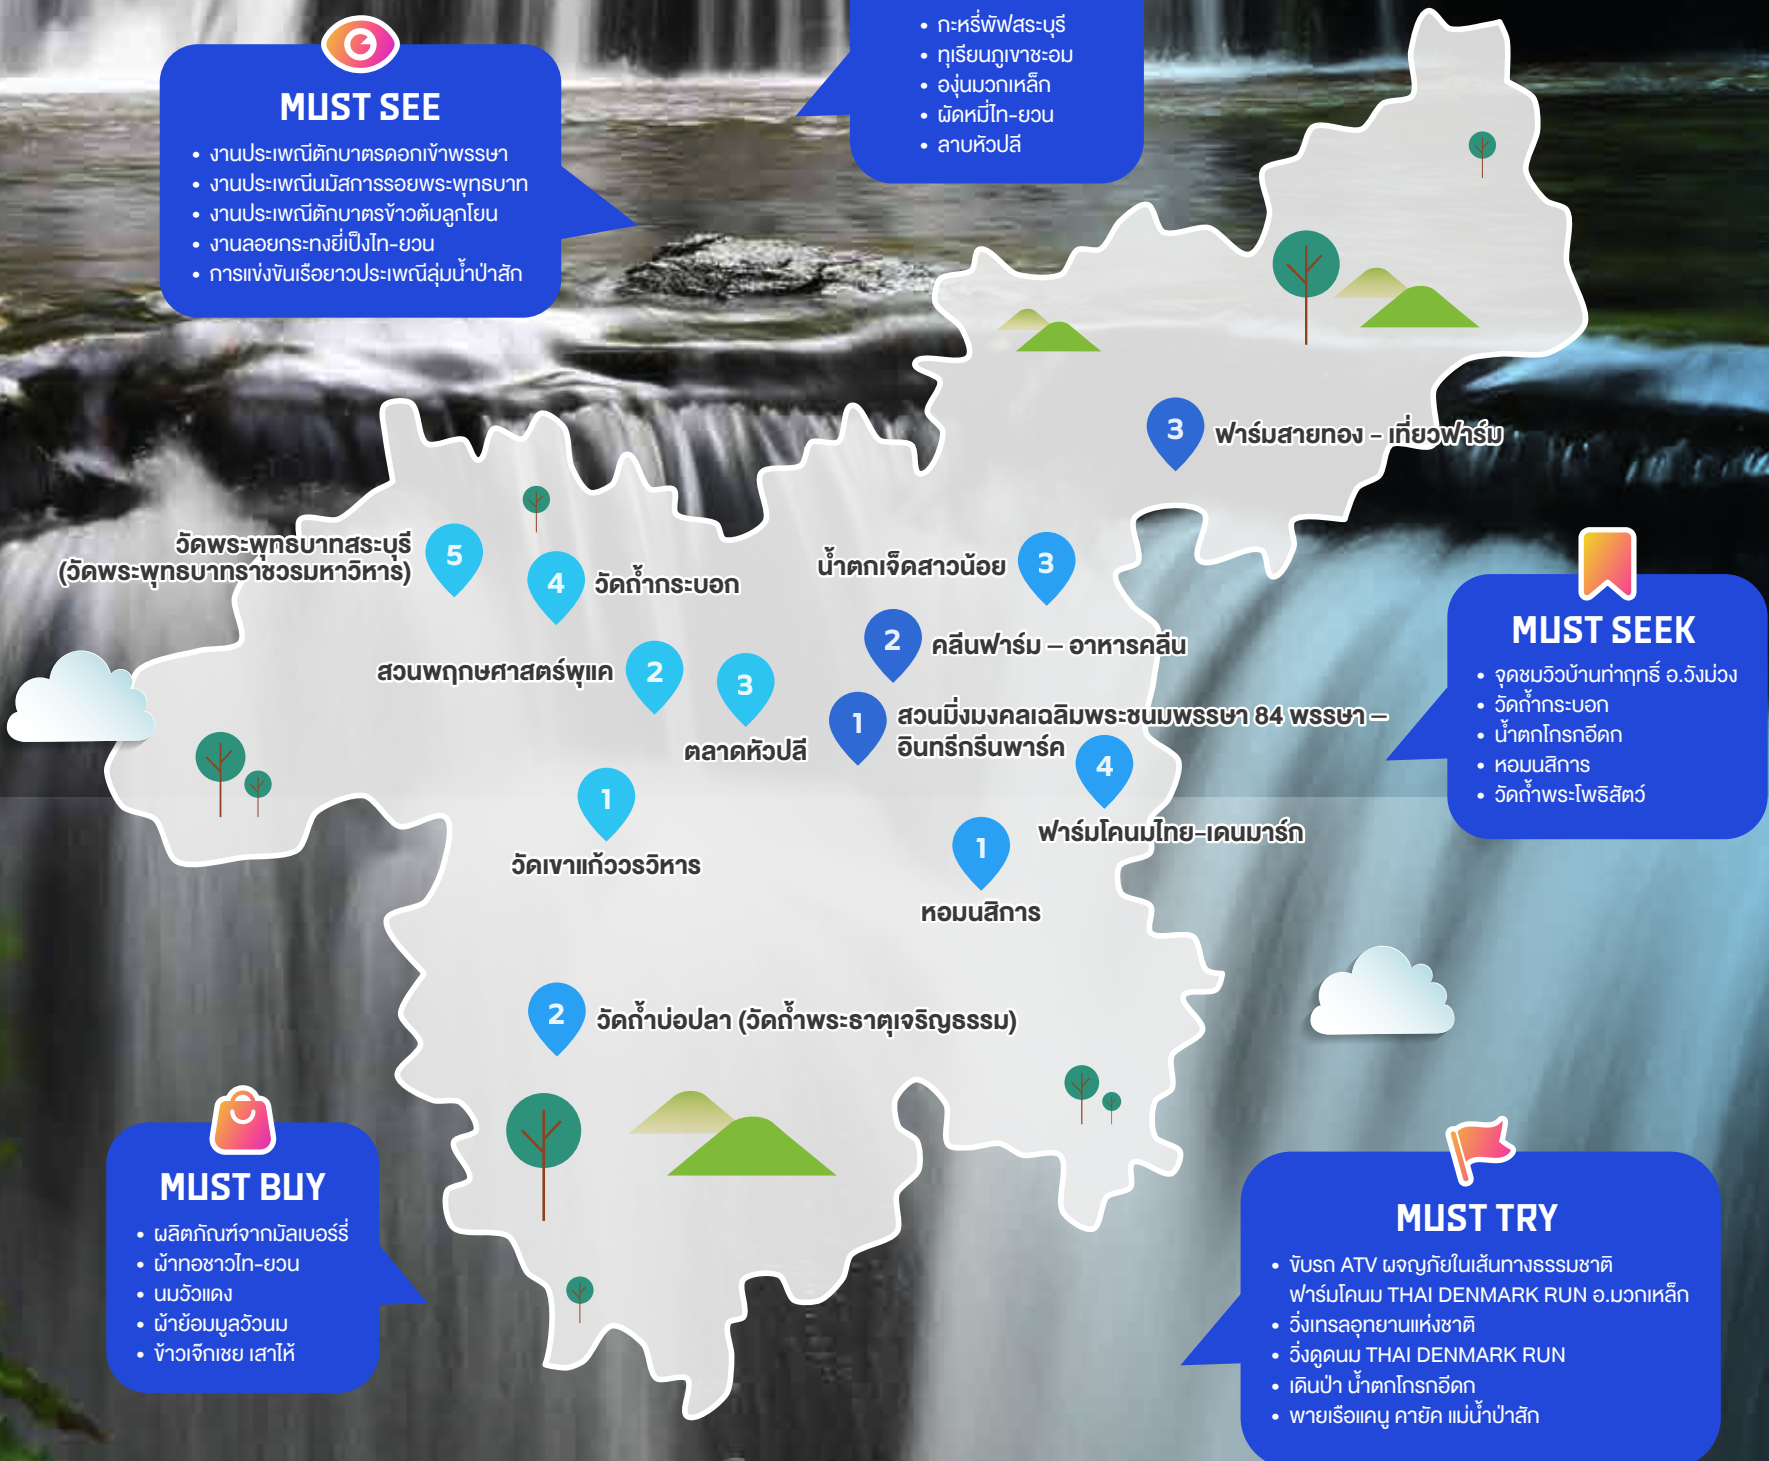 MUST SEE
• งานประเพณีตักบาตรดอกเข้าพรรษา
• งานประเพณีนมัสการรอยพระพุทธบาท
• งานประเพณีตักบาตรข้าวต้มลูกโยน
• งานลอยกระทงยี่เป็งไท-ยวน
• การแข่งขันเรือยาวประเพณีลุ่มน้ำป่าสัก
• กะหรี่พัฟสระบุรี
• ทุเรียนภูเขาชะอม
• องุ่นมวกเหล็ก
• ผัดหมี่ไท-ยวน
• ลาบหัวปลี
3 ฟาร์มสายทอง - เที่ยวฟาร์ม
วัดพระพุทธบาทสระบุรี
(วัดพระพุทธบาทราชวรมหาวิหาร)
5
4 วัดถ้ำกระบอก
น้ำตกเจ็ดสาวน้อย 3
2 คลีนฟาร์ม – อาหารคลีน
สวนพฤกษศาสตร์พุแค 2
3
ตลาดหัวปลี
1 สวนมิ่งมงคลเฉลิมพระชนมพรรษา 84 พรรษา –
อินทรีกรีนพาร์ค
4
ฟาร์มโคนมไทย-เดนมาร์ก
1
วัดเขาแก้ววรวิหาร
1
หอมนสิการ
2 วัดถ้ำบ่อปลา (วัดถ้ำพระธาตุเจริญธรรม)
MUST SEEK
• จุดชมวิวบ้านท่าฤทธิ์ อ.วังม่วง
• วัดถ้ำกระบอก
• น้ำตกโกรกอีดก
• หอมนสิการ
• วัดถ้ำพระโพธิสัตว์
MUST BUY
• ผลิตภัณฑ์จากมัลเบอร์รี่
• ผ้าทอชาวไท-ยวน
• นมวัวแดง
• ผ้าย้อมมูลวัวนม
• ข้าวเจ๊กเชย เสาไห้
MUST TRY
• ขับรถ ATV ผจญภัยในเส้นทางธรรมชาติ
ฟาร์มโคนม THAI DENMARK RUN อ.มวกเหล็ก
• วิ่งเทรลอุทยานแห่งชาติ
• วิ่งดูดนม THAI DENMARK RUN
• เดินป่า น้ำตกโกรกอีดก
• พายเรือแคนู คายัค แม่น้ำป่าสัก